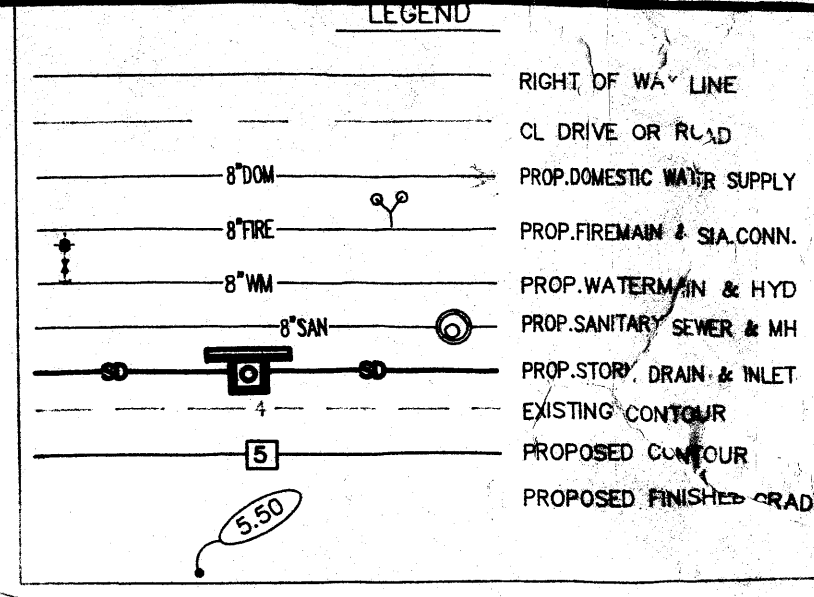 LEGEND
RIGHT OF WAY LINE
CL DRIVE OR ROAD
8"DOM PROP.DOMESTIC WATER SUPPLY
8"FIRE PROP.FIREMAIN & SIA.CONN.
8"WM PROP.WATERMAIN & HYD
8"SAN PROP.SANITARY SEWER & MH
SD SD PROP.STORM DRAIN & INLET
4 EXISTING CONTOUR
5 PROPOSED CONTOUR
PROPOSED FINISHED GRAD
5.50